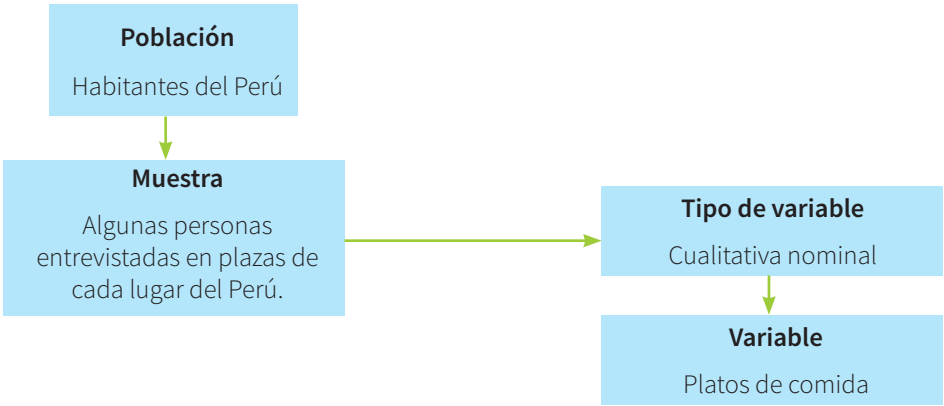 Población
Habitantes del Perú
Muestra
Algunas personas
entrevistadas en plazas de
cada lugar del Perú.
Tipo de variable
Cualitativa nominal
Variable
Platos de comida